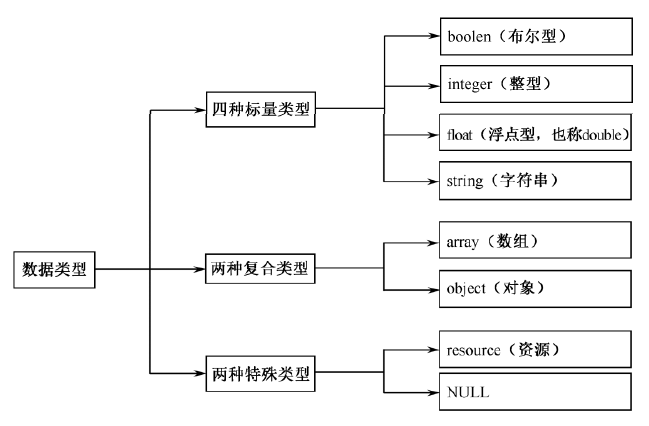 数据类型
四种标量类型
boolen（布尔型）
integer（整型）
float（浮点型，也称double）
string（字符串）
两种复合类型
array（数组）
object（对象）
两种特殊类型
resource（资源）
NULL